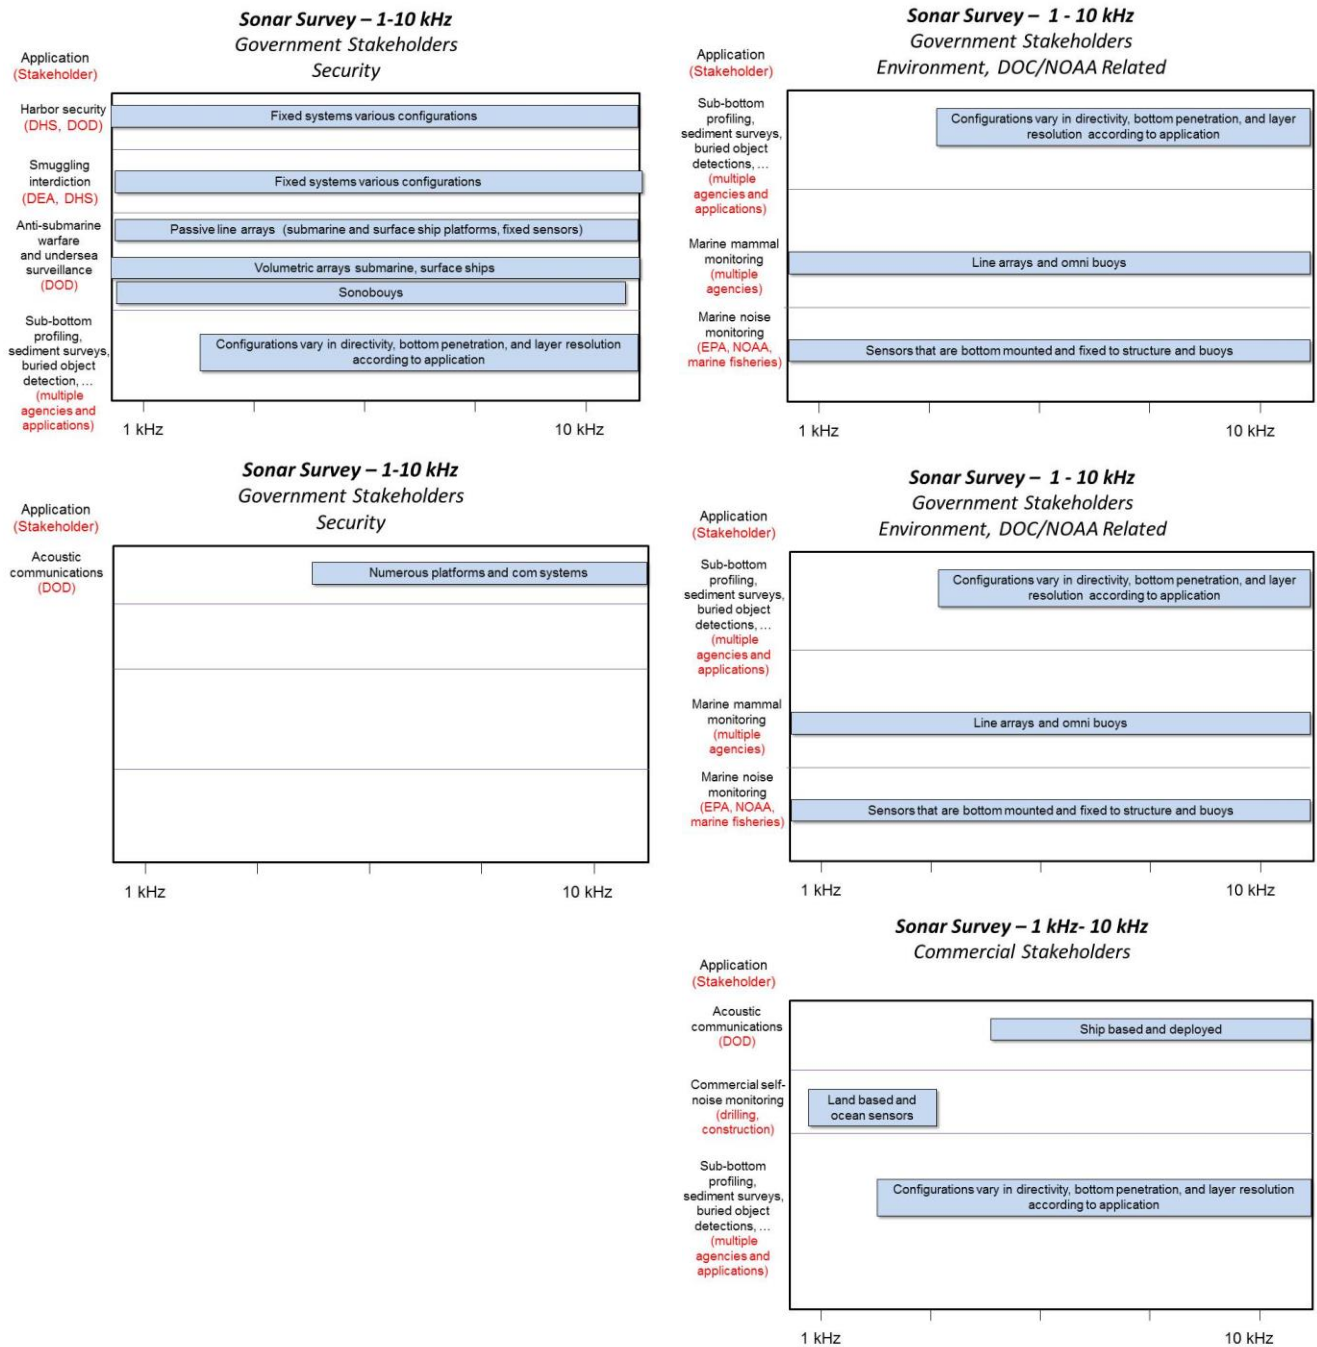 Sonar Survey – 1-10 kHz
Government Stakeholders
Security
Application
(Stakeholder)
Harbor security
(DHS, DOD)
Fixed systems various configurations
Smuggling
interdiction
(DEA, DHS)
Fixed systems various configurations
Anti-submarine
warfare
and undersea
surveillance
(DOD)
Passive line arrays (submarine and surface ship platforms, fixed sensors)
Volumetric arrays submarine, surface ships
Sonobouys
Sub-bottom
profiling,
sediment surveys,
buried object
detection, ...
(multiple
agencies and
applications)
Configurations vary in directivity, bottom penetration, and layer resolution
according to application
1 kHz
10 kHz
Sonar Survey – 1 - 10 kHz
Government Stakeholders
Environment, DOC/NOAA Related
Application
(Stakeholder)
Sub-bottom
profiling,
sediment surveys,
buried object
detections, ...
(multiple
agencies and
applications)
Configurations vary in directivity, bottom penetration, and layer
resolution according to application
Marine mammal
monitoring
(multiple
agencies)
Line arrays and omni buoys
Marine noise
monitoring
(EPA, NOAA,
marine fisheries)
Sensors that are bottom mounted and fixed to structure and buoys
1 kHz
10 kHz
Sonar Survey – 1-10 kHz
Government Stakeholders
Security
Application
(Stakeholder)
Acoustic
communications
(DOD)
Numerous platforms and com systems
1 kHz
10 kHz
Sonar Survey – 1 - 10 kHz
Government Stakeholders
Environment, DOC/NOAA Related
Application
(Stakeholder)
Sub-bottom
profiling,
sediment surveys,
buried object
detections, ...
(multiple
agencies and
applications)
Configurations vary in directivity, bottom penetration, and layer
resolution according to application
Marine mammal
monitoring
(multiple
agencies)
Line arrays and omni buoys
Marine noise
monitoring
(EPA, NOAA,
marine fisheries)
Sensors that are bottom mounted and fixed to structure and buoys
1 kHz
10 kHz
Sonar Survey – 1 kHz- 10 kHz
Commercial Stakeholders
Application
(Stakeholder)
Acoustic
communications
(DOD)
Ship based and deployed
Commercial self-
noise monitoring
(drilling,
construction)
Land based and
ocean sensors
Sub-bottom
profiling,
sediment surveys,
buried object
detections, ...
(multiple
agencies and
applications)
Configurations vary in directivity, bottom penetration, and layer resolution
according to application
1 kHz
10 kHz